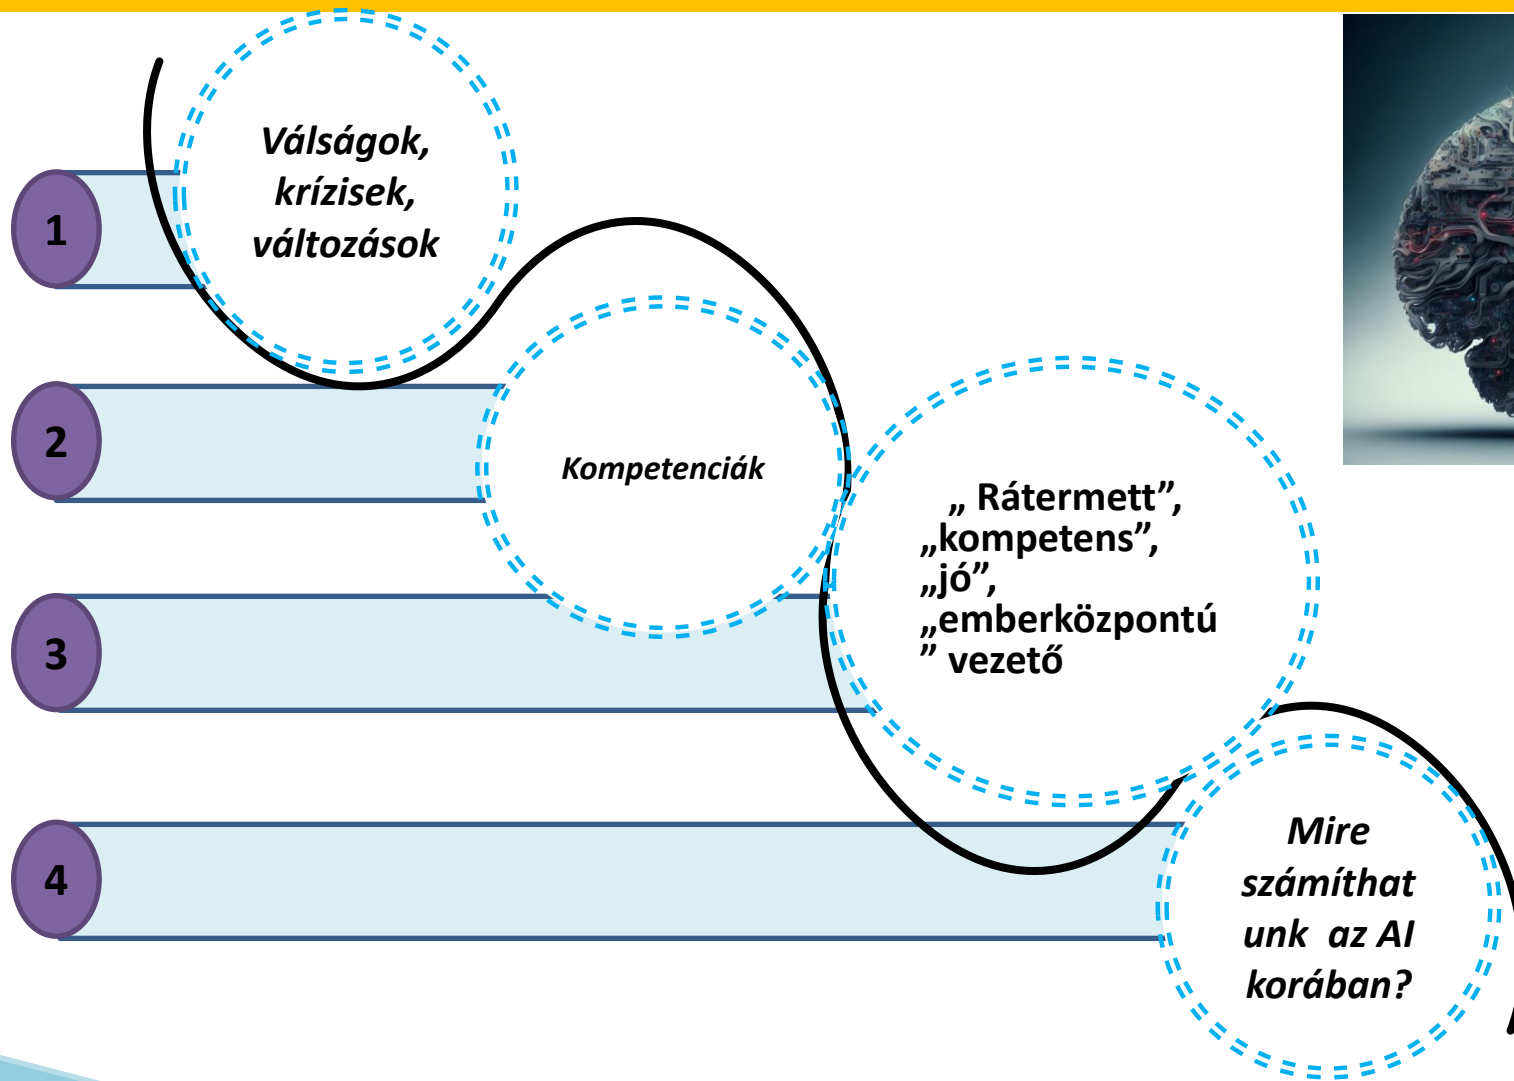 1
Válságok,
krízisek,
változások
2
Kompetenciák
3
„ Rátermett”,
„kompetens”,
„jó”,
„emberközpontú
” vezető
4
Mire
számíthat
unk az AI
korában?